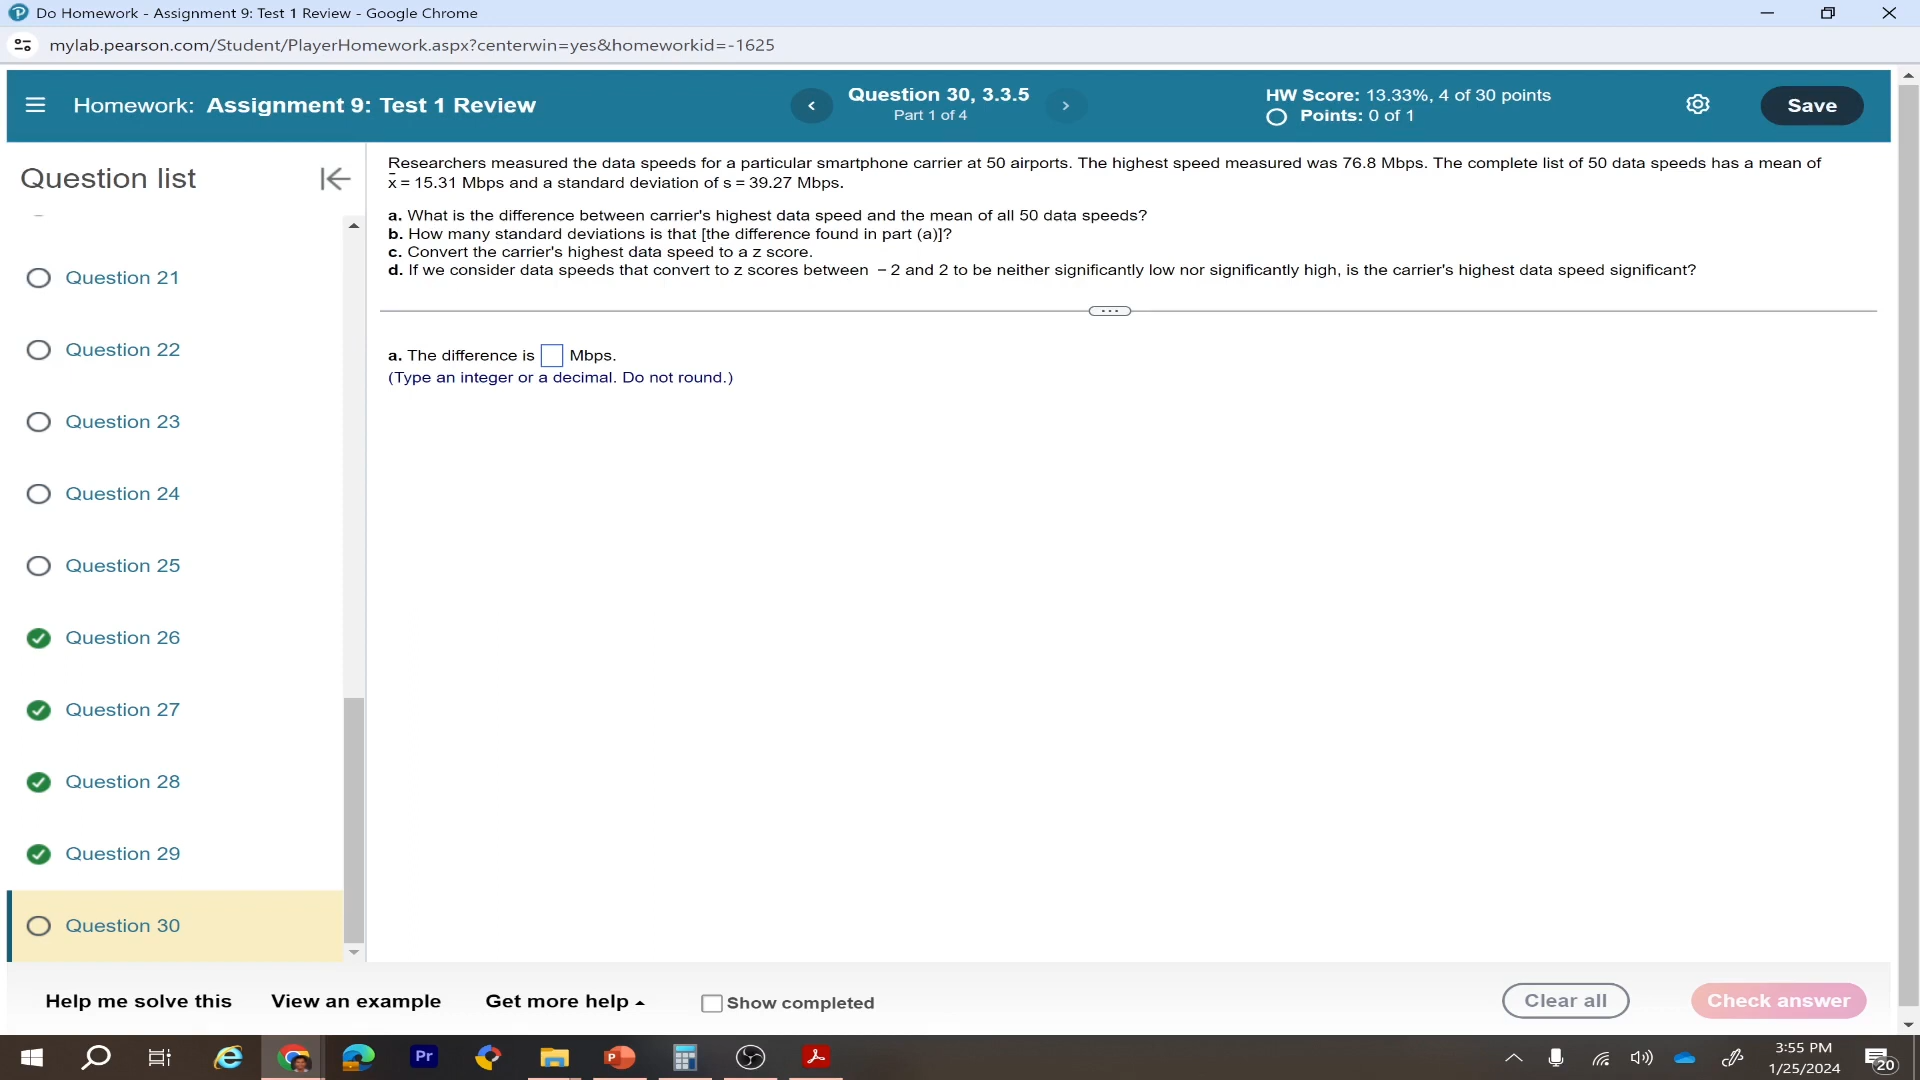 Do Homework - Assignment 9: Test 1 Review - Google Chrome
mylab.pearson.com/Student/PlayerHomework.aspx?centerwin=yes&homeworkid=-1625
Homework: Assignment 9: Test 1 Review
Question 30, 3.3.5
Part 1 of 4
HW Score: 13.33%, 4 of 30 points
Points: 0 of 1
Save
Question list
Question 21
Question 22
Question 23
Question 24
Question 25
Question 26
Question 27
Question 28
Question 29
Question 30
Researchers measured the data speeds for a particular smartphone carrier at 50 airports. The highest speed measured was 76.8 Mbps. The complete list of 50 data speeds has a mean of
x̄ = 15.31 Mbps and a standard deviation of s = 39.27 Mbps.
a. What is the difference between carrier's highest data speed and the mean of all 50 data speeds?
b. How many standard deviations is that [the difference found in part (a)]?
c. Convert the carrier's highest data speed to a z score.
d. If we consider data speeds that convert to z scores between − 2 and 2 to be neither significantly low nor significantly high, is the carrier's highest data speed significant?
a. The difference is Mbps.
(Type an integer or a decimal. Do not round.)
Help me solve this
View an example
Get more help
Show completed
Clear all
Check answer
Pr
P
3:55 PM
1/25/2024
20